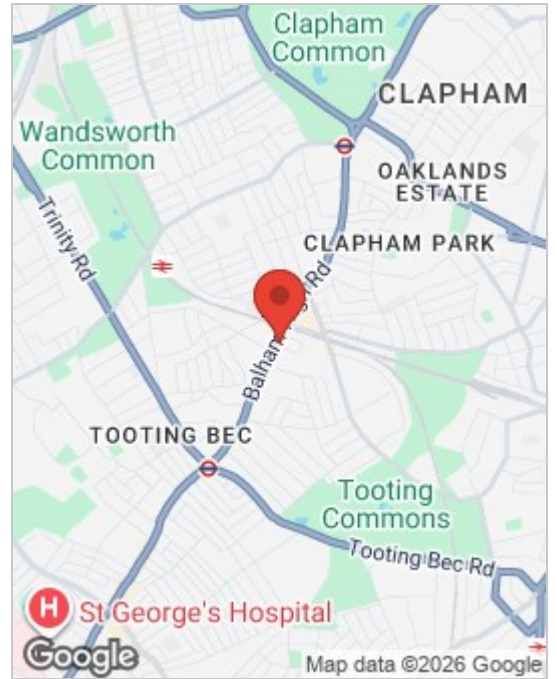 Clapham
Common
CLAPHAM
Wandsworth
Common
OAKLANDS
ESTATE
Trinity Rd
CLAPHAM PARK
Balham High Rd
TOOTING BEC
Tooting
Commons
Tooting Bec Rd
H
St George's Hospital
Google
Map data ©2026 Google